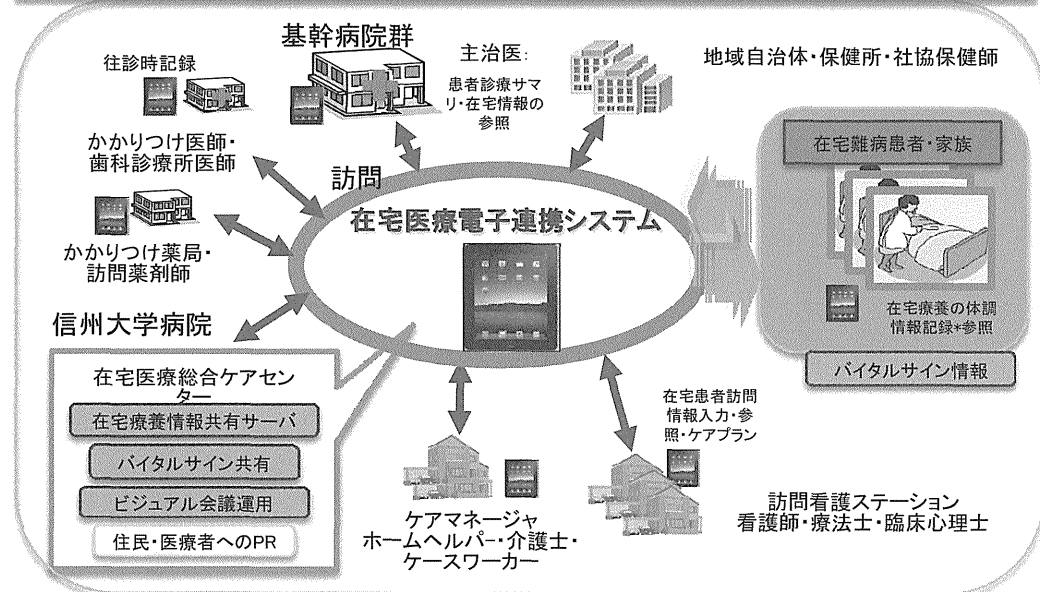 基幹病院群
往診時記録
主治医:
患者診療サマ
リ・在宅情報の
参照
地域自治体・保健所・社協保健師
かかりつけ医師・
歯科診療所医師
訪問
在宅医療電子連携システム
在宅難病患者・家族
かかりつけ薬局・
訪問薬剤師
在宅療養の体調
情報記録*参照
バイタルサイン情報
信州大学病院
在宅医療総合ケアセン
ター
在宅療養情報共有サーバ
バイタルサイン共有
ビジュアル会議運用
住民・医療者へのPR
在宅患者訪問
情報入力・参
照・ケアプラン
ケアマネージャ
ホームヘルパー・介護士・
ケースワーカー
訪問看護ステーション
看護師・療法士・臨床心理士